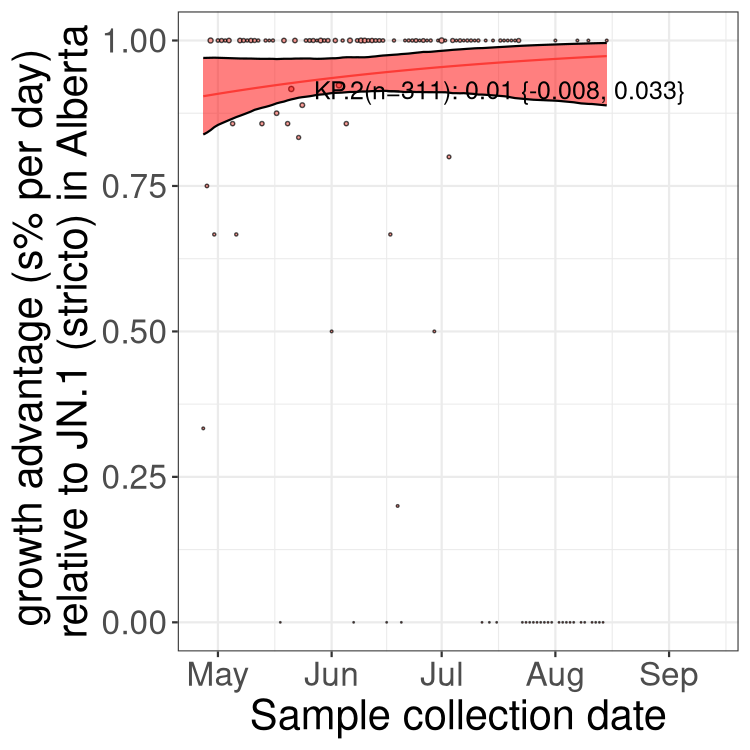 growth advantage (s% per day)
relative to JN.1 (stricto) in Alberta
1.00
0.75
0.50
0.25
0.00
KP.2(n=311): 0.01 {-0.008, 0.033}
May Jun Jul Aug Sep
Sample collection date